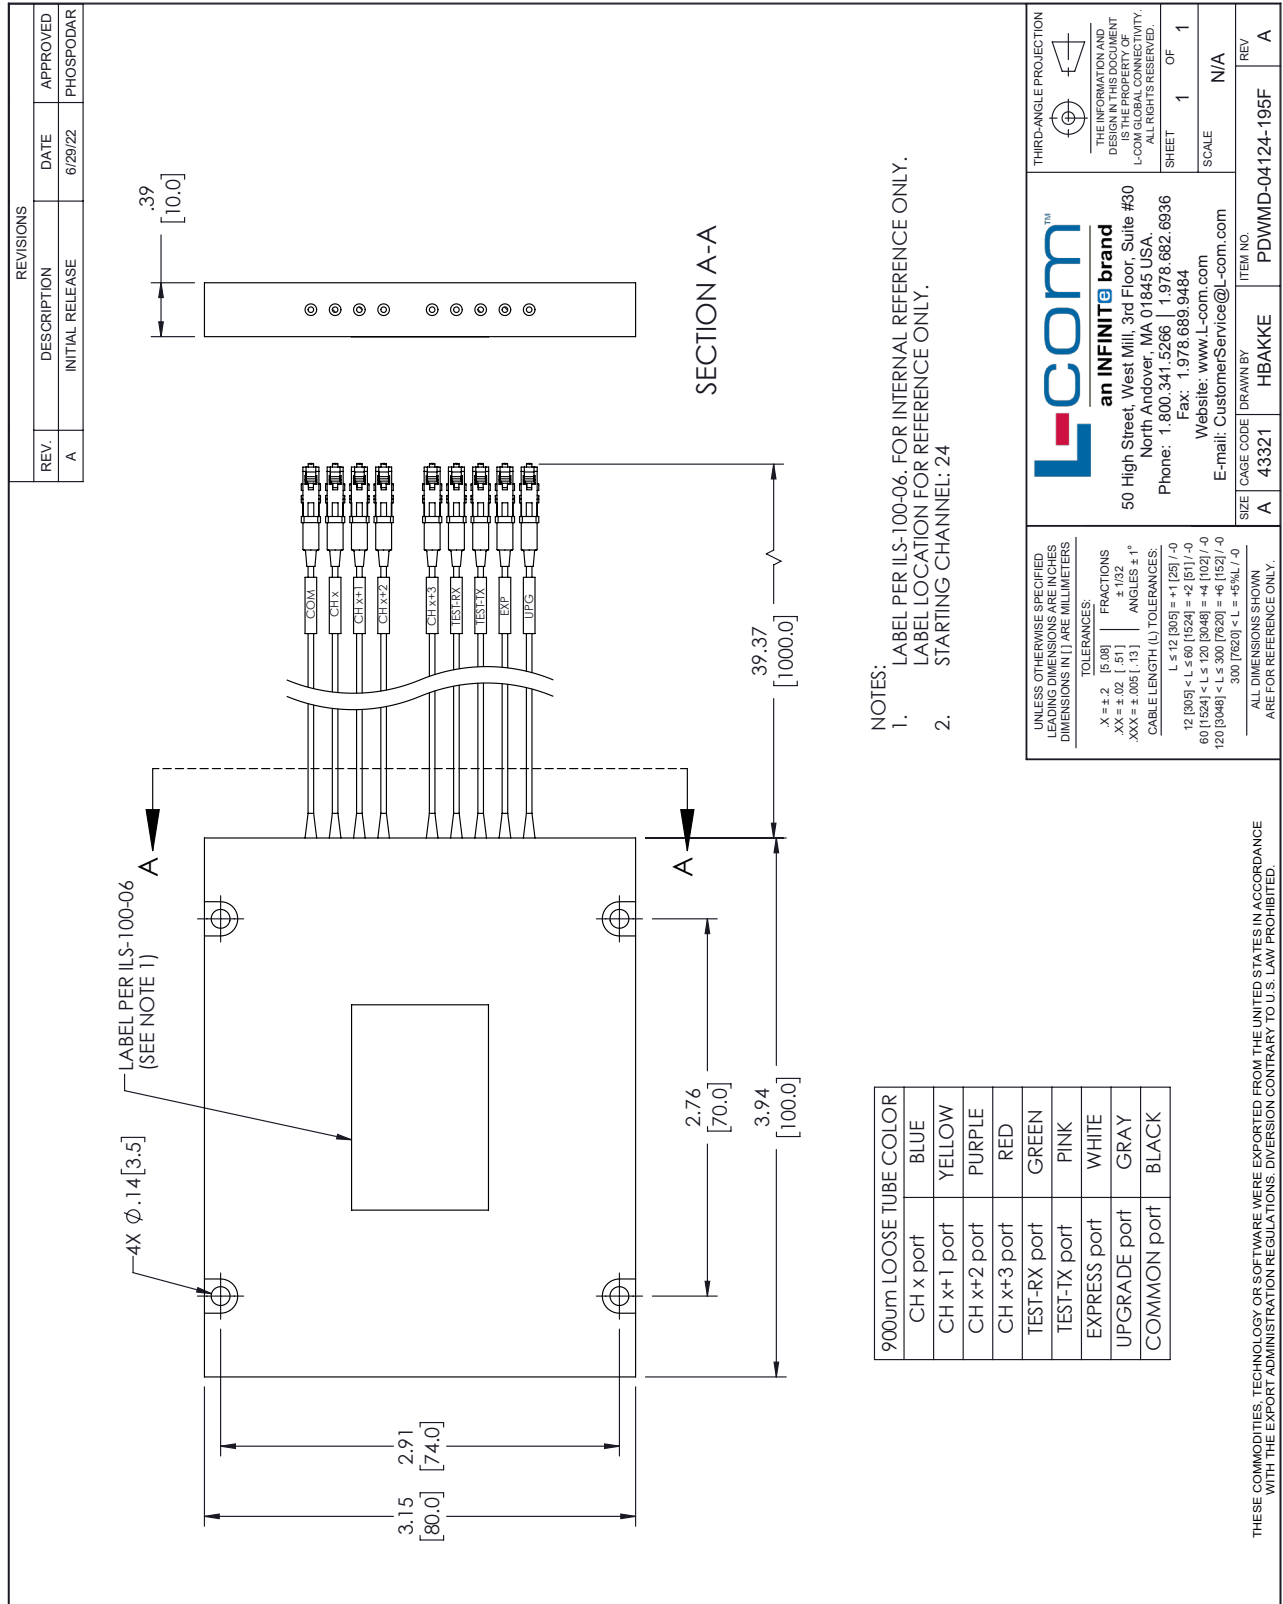 REVISIONS
REV.	DESCRIPTION	DATE	APPROVED
A	INITIAL RELEASE	6/29/22	PHOSPODAR
4X Ø.14[3.5]
LABEL PER ILS-100-06
(SEE NOTE 1)
A
A
3.15
[80.0]
2.91
[74.0]
2.76
[70.0]
3.94
[100.0]
39.37
[1000.0]
.39
[10.0]
COM
CH x
CH x+1
CH x+2
CH x+3
TEST-RX
TEST-TX
EXP
UPG
SECTION A-A
NOTES:
1. LABEL PER ILS-100-06. FOR INTERNAL REFERENCE ONLY.
LABEL LOCATION FOR REFERENCE ONLY.
2. STARTING CHANNEL: 24
900um LOOSE TUBE COLOR
CH x port	BLUE
CH x+1 port	YELLOW
CH x+2 port	PURPLE
CH x+3 port	RED
TEST-RX port	GREEN
TEST-TX port	PINK
EXPRESS port	WHITE
UPGRADE port	GRAY
COMMON port	BLACK
UNLESS OTHERWISE SPECIFIED
LEADING DIMENSIONS ARE INCHES
DIMENSIONS IN [ ] ARE MILLIMETERS
TOLERANCES:
.X = ± .2 [5.08]	FRACTIONS
.XX = ± .02 [ .51 ]	± 1/32
.XXX = ± .005 [ .13 ]	ANGLES ± 1°
CABLE LENGTH (L) TOLERANCES:
L ≤ 12 [305] = +1 [25] / -0
12 [305] < L ≤ 60 [1524] = +2 [51] / -0
60 [1524] < L ≤ 120 [3048] = +4 [102] / -0
120 [3048] < L ≤ 300 [7620] = +6 [152] / -0
300 [7620] < L = +5%L / -0
ALL DIMENSIONS SHOWN
ARE FOR REFERENCE ONLY.
L-com™
an INFINITe brand
50 High Street, West Mill, 3rd Floor, Suite #30
North Andover, MA 01845 USA.
Phone: 1.800.341.5266 | 1.978.682.6936
Fax: 1.978.689.9484
Website: www.L-com.com
E-mail: CustomerService@L-com.com
THIRD-ANGLE PROJECTION
THE INFORMATION AND
DESIGN IN THIS DOCUMENT
IS THE PROPERTY OF
L-COM GLOBAL CONNECTIVITY.
ALL RIGHTS RESERVED.
SHEET 1 OF 1
SCALE N/A
SIZE	CAGE CODE	DRAWN BY	ITEM NO.	REV
A	43321	HBAKKE	PDWMD-04124-195F	A
THESE COMMODITIES, TECHNOLOGY OR SOFTWARE WERE EXPORTED FROM THE UNITED STATES IN ACCORDANCE
WITH THE EXPORT ADMINISTRATION REGULATIONS. DIVERSION CONTRARY TO U.S. LAW PROHIBITED.